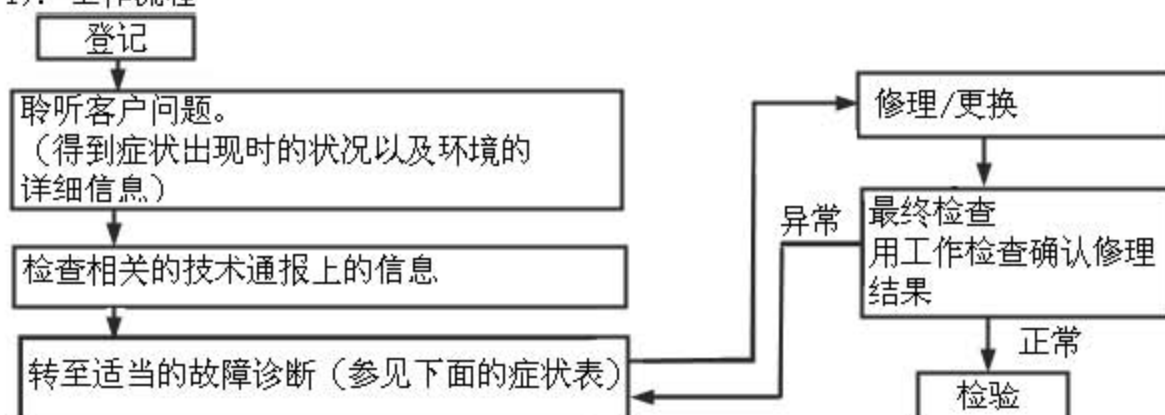 登记
聆听客户问题。
（得到症状出现时的状况以及环境的
详细信息）
检查相关的技术通报上的信息
转至适当的故障诊断（参见下面的症状表）
修理/更换
最终检查
用工作检查确认修理
结果
异常
正常
检验